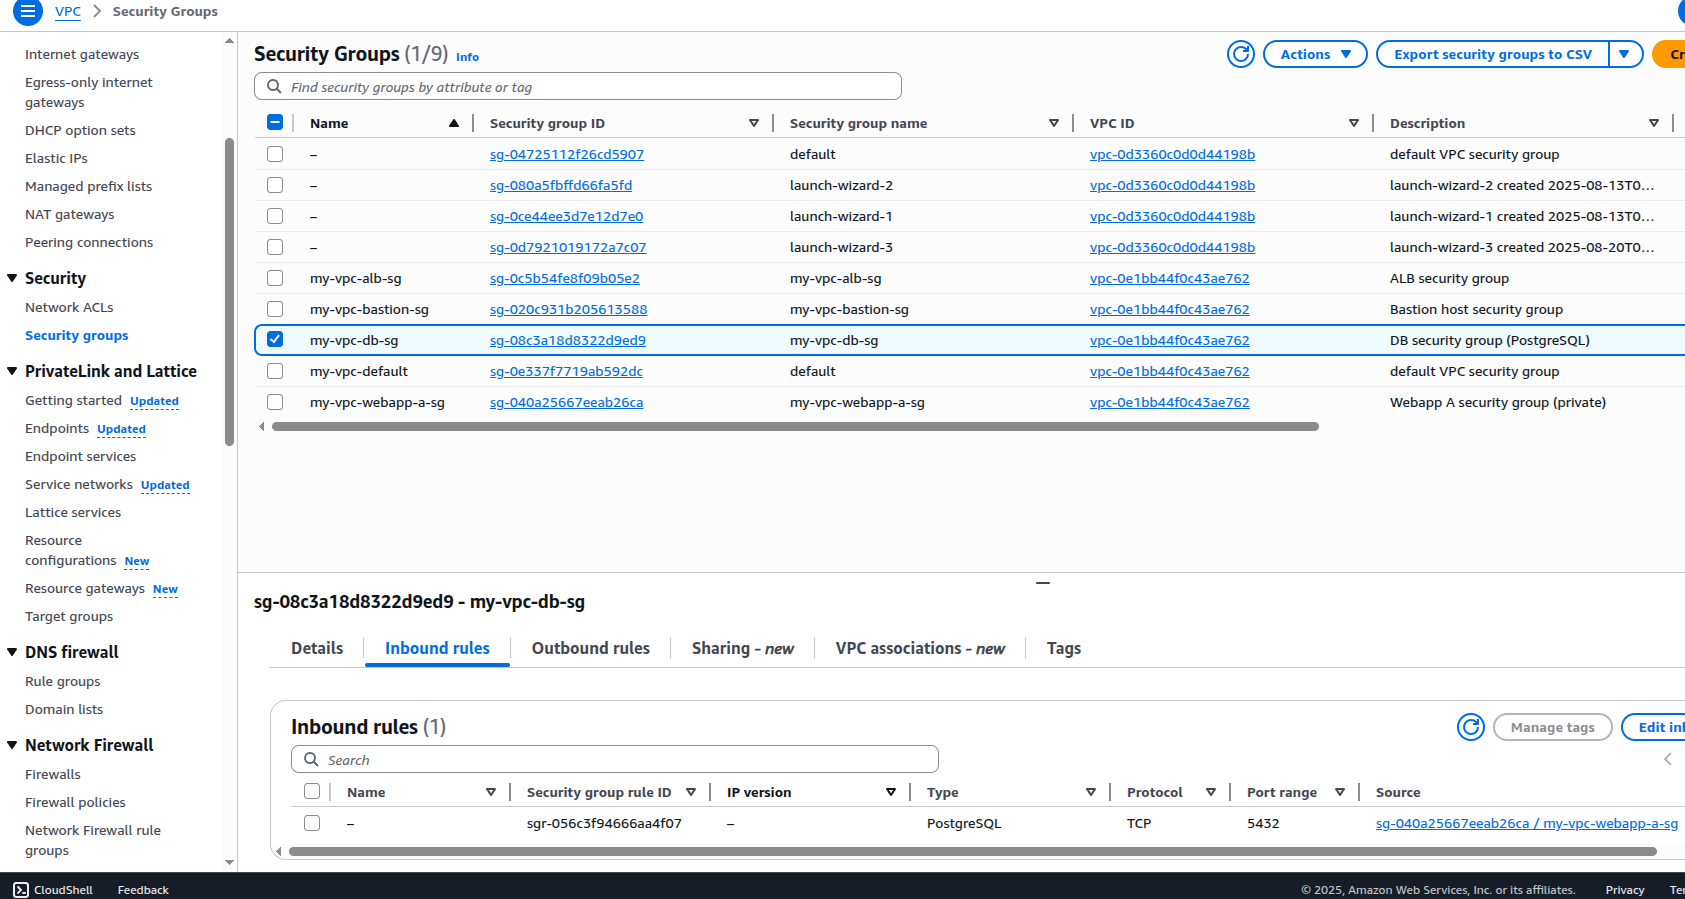 VPC > Security Groups
Internet gateways
Egress-only internet
gateways
DHCP option sets
Elastic IPs
Managed prefix lists
NAT gateways
Peering connections
Security
Network ACLs
Security groups
PrivateLink and Lattice
Getting started Updated
Endpoints Updated
Endpoint services
Service networks Updated
Lattice services
Resource
configurations New
Resource gateways New
Target groups
DNS firewall
Rule groups
Domain lists
Network Firewall
Firewalls
Firewall policies
Network Firewall rule
groups
Security Groups (1/9) Info
Actions
Export security groups to CSV
Cr
Find security groups by attribute or tag
Name Security group ID Security group name VPC ID Description
– sg-04725112f26cd5907 default vpc-0d3360c0d0d44198b default VPC security group
– sg-080a5fbffd66fa5fd launch-wizard-2 vpc-0d3360c0d0d44198b launch-wizard-2 created 2025-08-13T0...
– sg-0ce44ee3d7e12d7e0 launch-wizard-1 vpc-0d3360c0d0d44198b launch-wizard-1 created 2025-08-13T0...
– sg-0d7921019172a7c07 launch-wizard-3 vpc-0d3360c0d0d44198b launch-wizard-3 created 2025-08-20T0...
my-vpc-alb-sg sg-0c5b54fe8f09b05e2 my-vpc-alb-sg vpc-0e1bb44f0c43ae762 ALB security group
my-vpc-bastion-sg sg-020c931b205613588 my-vpc-bastion-sg vpc-0e1bb44f0c43ae762 Bastion host security group
my-vpc-db-sg sg-08c3a18d8322d9ed9 my-vpc-db-sg vpc-0e1bb44f0c43ae762 DB security group (PostgreSQL)
my-vpc-default sg-0e337f7719ab592dc default vpc-0e1bb44f0c43ae762 default VPC security group
my-vpc-webapp-a-sg sg-040a25667eeab26ca my-vpc-webapp-a-sg vpc-0e1bb44f0c43ae762 Webapp A security group (private)
sg-08c3a18d8322d9ed9 - my-vpc-db-sg
Details Inbound rules Outbound rules Sharing – new VPC associations – new Tags
Inbound rules (1)
Manage tags
Edit inl
Search
Name Security group rule ID IP version Type Protocol Port range Source
– sgr-056c3f94666aa4f07 – PostgreSQL TCP 5432 sg-040a25667eeab26ca / my-vpc-webapp-a-sg
CloudShell Feedback © 2025, Amazon Web Services, Inc. or its affiliates. Privacy Ter